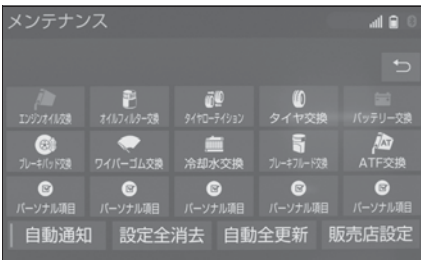 メンテナンス
エンジンオイル交換 オイルフィルター交換 タイヤローテイション タイヤ交換 バッテリー交換
AT
ブレーキパッド交換 ワイパーゴム交換 冷却水交換 ブレーキフルード交換 ATF交換
パーソナル項目 パーソナル項目 パーソナル項目 パーソナル項目 パーソナル項目
自動通知 設定全消去 自動全更新 販売店設定